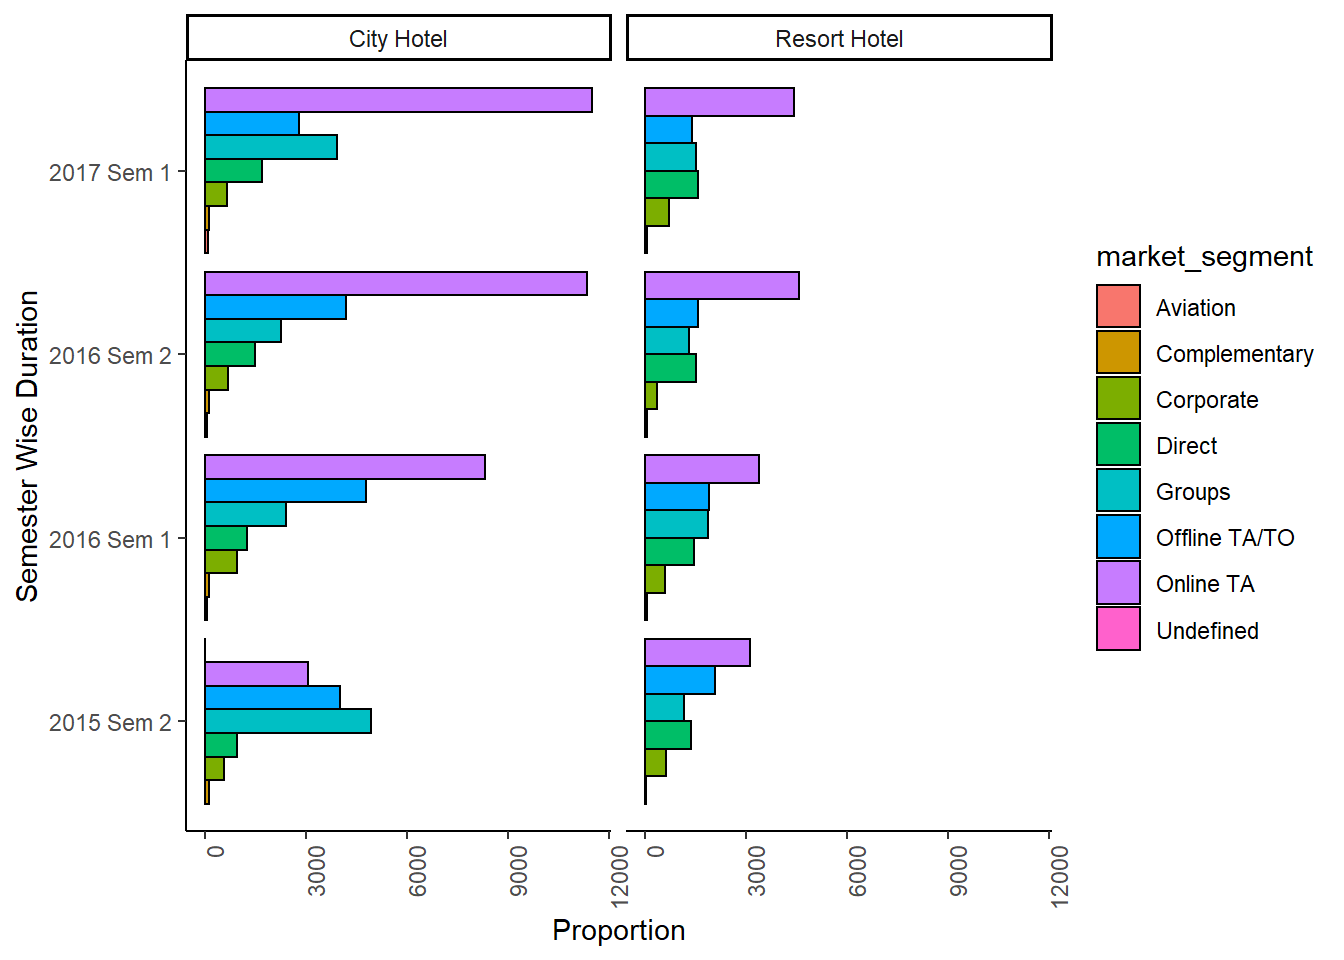 City Hotel
Resort Hotel
Semester Wise Duration
2017 Sem 1
2016 Sem 2
2016 Sem 1
2015 Sem 2
0
3000
6000
9000
12000
0
3000
6000
9000
12000
Proportion
market_segment
Aviation
Complementary
Corporate
Direct
Groups
Offline TA/TO
Online TA
Undefined